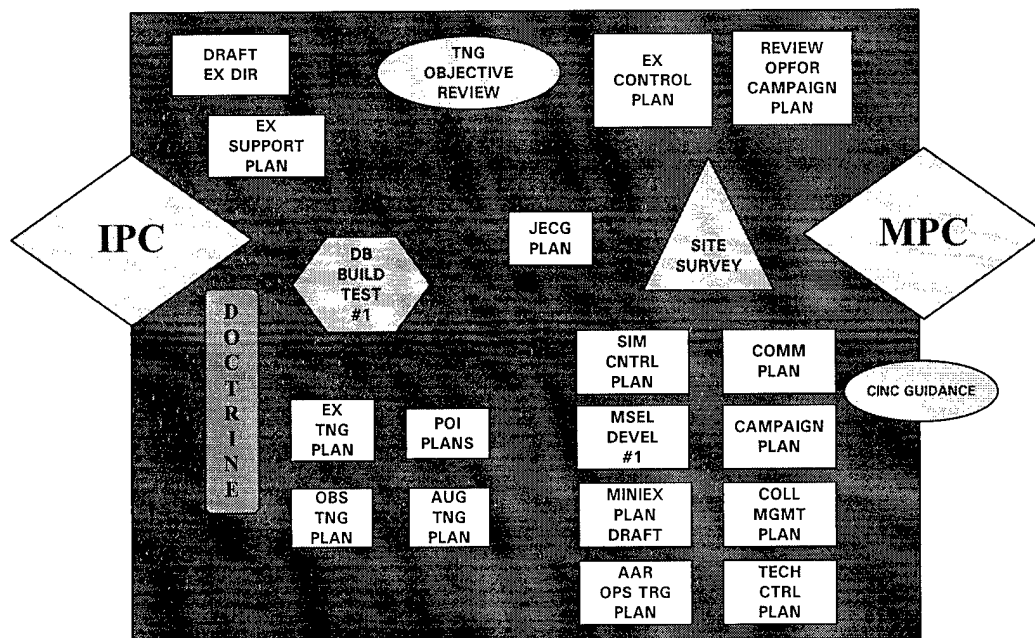 DRAFT
EX DIR
TNG
OBJECTIVE
REVIEW
EX
CONTROL
PLAN
REVIEW
OPFOR
CAMPAIGN
PLAN
EX
SUPPORT
PLAN
IPC
MPC
JECG
PLAN
SITE
SURVEY
DB
BUILD
TEST
#1
DOCTRINE
SIM
CNTRL
PLAN
COMM
PLAN
CINC GUIDANCE
EX
TNG
PLAN
POI
PLANS
MSEL
DEVEL
#1
CAMPAIGN
PLAN
OBS
TNG
PLAN
AUG
TNG
PLAN
MINIEX
PLAN
DRAFT
COLL
MGMT
PLAN
AAR
OPS TRG
PLAN
TECH
CTRL
PLAN